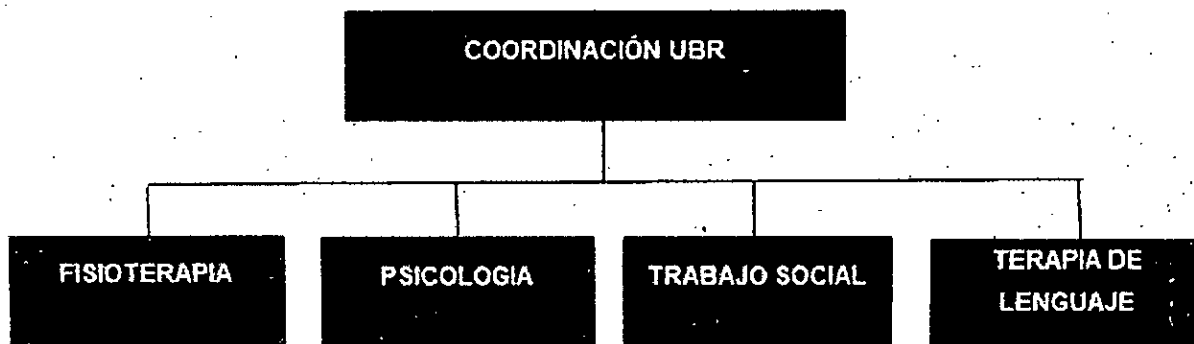 COORDINACIÓN UBR
FISIOTERAPIA
PSICOLOGIA
TRABAJO SOCIAL
TERAPIA DE
LENGUAJE